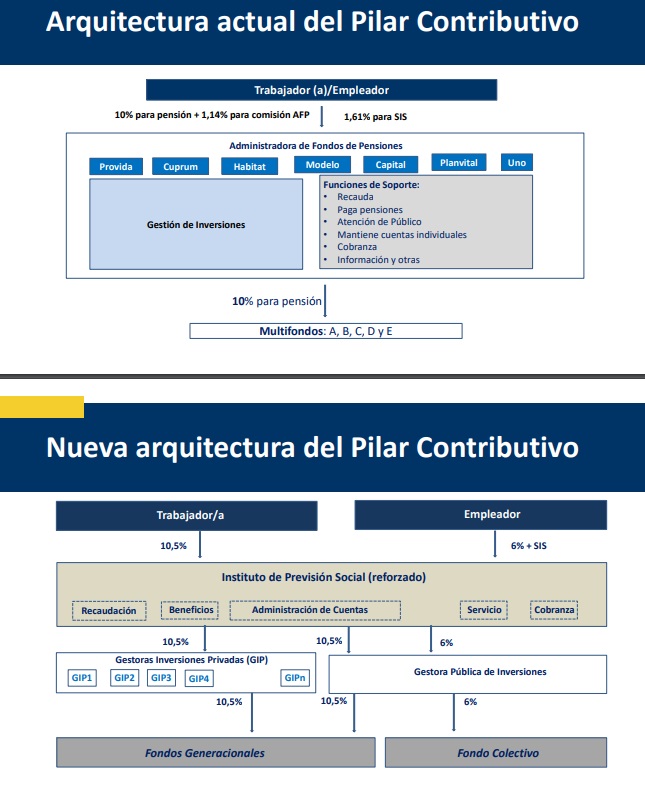 Arquitectura actual del Pilar Contributivo
Trabajador (a)/Empleador
10% para pensión + 1,14% para comisión AFP
1,61% para SIS
Administradora de Fondos de Pensiones
Provida
Cuprum
Habitat
Modelo
Capital
Planvital
Uno
Gestión de Inversiones
Funciones de Soporte:
• Recauda
• Paga pensiones
• Atención de Público
• Mantiene cuentas individuales
• Cobranza
• Información y otras
10% para pensión
Multifondos: A, B, C, D y E
Nueva arquitectura del Pilar Contributivo
Trabajador/a
Empleador
10,5%
6% + SIS
Instituto de Previsión Social (reforzado)
Recaudación
Beneficios
Administración de Cuentas
Servicio
Cobranza
10,5%
10,5%
6%
Gestoras Inversiones Privadas (GIP)
GIP1
GIP2
GIP3
GIP4
GIPn
Gestora Pública de Inversiones
10,5%
10,5%
6%
Fondos Generacionales
Fondo Colectivo